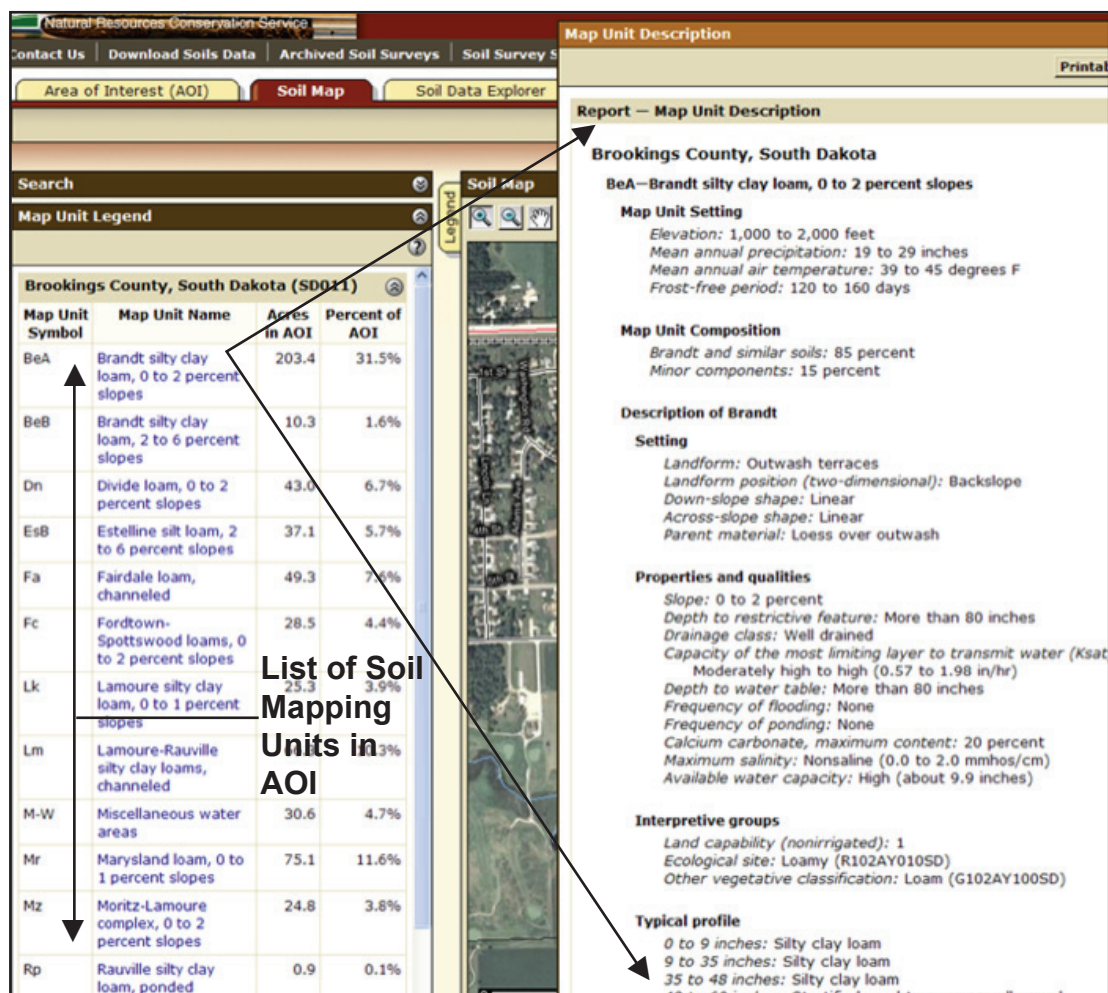 Natural Resources Conservation Service
Contact Us | Download Soils Data | Archived Soil Surveys | Soil Survey S
Area of Interest (AOI)
Soil Map
Soil Data Explorer
Search
Map Unit Legend
Brookings County, South Dakota (SD011)
Map Unit Symbol Map Unit Name Acres in AOI Percent of AOI
BeA Brandt silty clay 203.4 31.5%
loam, 0 to 2 percent
slopes
BeB Brandt silty clay 10.3 1.6%
loam, 2 to 6 percent
slopes
Dn Divide loam, 0 to 2 43.0 6.7%
percent slopes
EsB Estelline silt loam, 2 37.1 5.7%
to 6 percent slopes
Fa Fairdale loam, 49.3 7.6%
channeled
Fc Fordtown- 28.5 4.4%
Spottswood loams, 0
to 2 percent slopes
Lk Lamoure silty clay 25.3 3.9%
loam, 0 to 1 percent
slopes
Lm Lamoure-Rauville
silty clay loams,
channeled
M-W Miscellaneous water 30.6 4.7%
areas
Mr Marysland loam, 0 to 75.1 11.6%
1 percent slopes
Mz Moritz-Lamoure 24.8 3.8%
complex, 0 to 2
percent slopes
Rp Rauville silty clay 0.9 0.1%
loam, ponded
List of Soil
Mapping
Units in
AOI
Legend
Soil Map
Map Unit Description
Printab
Report — Map Unit Description
Brookings County, South Dakota
BeA—Brandt silty clay loam, 0 to 2 percent slopes
Map Unit Setting
Elevation: 1,000 to 2,000 feet
Mean annual precipitation: 19 to 29 inches
Mean annual air temperature: 39 to 45 degrees F
Frost-free period: 120 to 160 days
Map Unit Composition
Brandt and similar soils: 85 percent
Minor components: 15 percent
Description of Brandt
Setting
Landform: Outwash terraces
Landform position (two-dimensional): Backslope
Down-slope shape: Linear
Across-slope shape: Linear
Parent material: Loess over outwash
Properties and qualities
Slope: 0 to 2 percent
Depth to restrictive feature: More than 80 inches
Drainage class: Well drained
Capacity of the most limiting layer to transmit water (Ksat
Moderately high to high (0.57 to 1.98 in/hr)
Depth to water table: More than 80 inches
Frequency of flooding: None
Frequency of ponding: None
Calcium carbonate, maximum content: 20 percent
Maximum salinity: Nonsaline (0.0 to 2.0 mmhos/cm)
Available water capacity: High (about 9.9 inches)
Interpretive groups
Land capability (nonirrigated): 1
Ecological site: Loamy (R102AY010SD)
Other vegetative classification: Loam (G102AY100SD)
Typical profile
0 to 9 inches: Silty clay loam
9 to 35 inches: Silty clay loam
35 to 48 inches: Silty clay loam